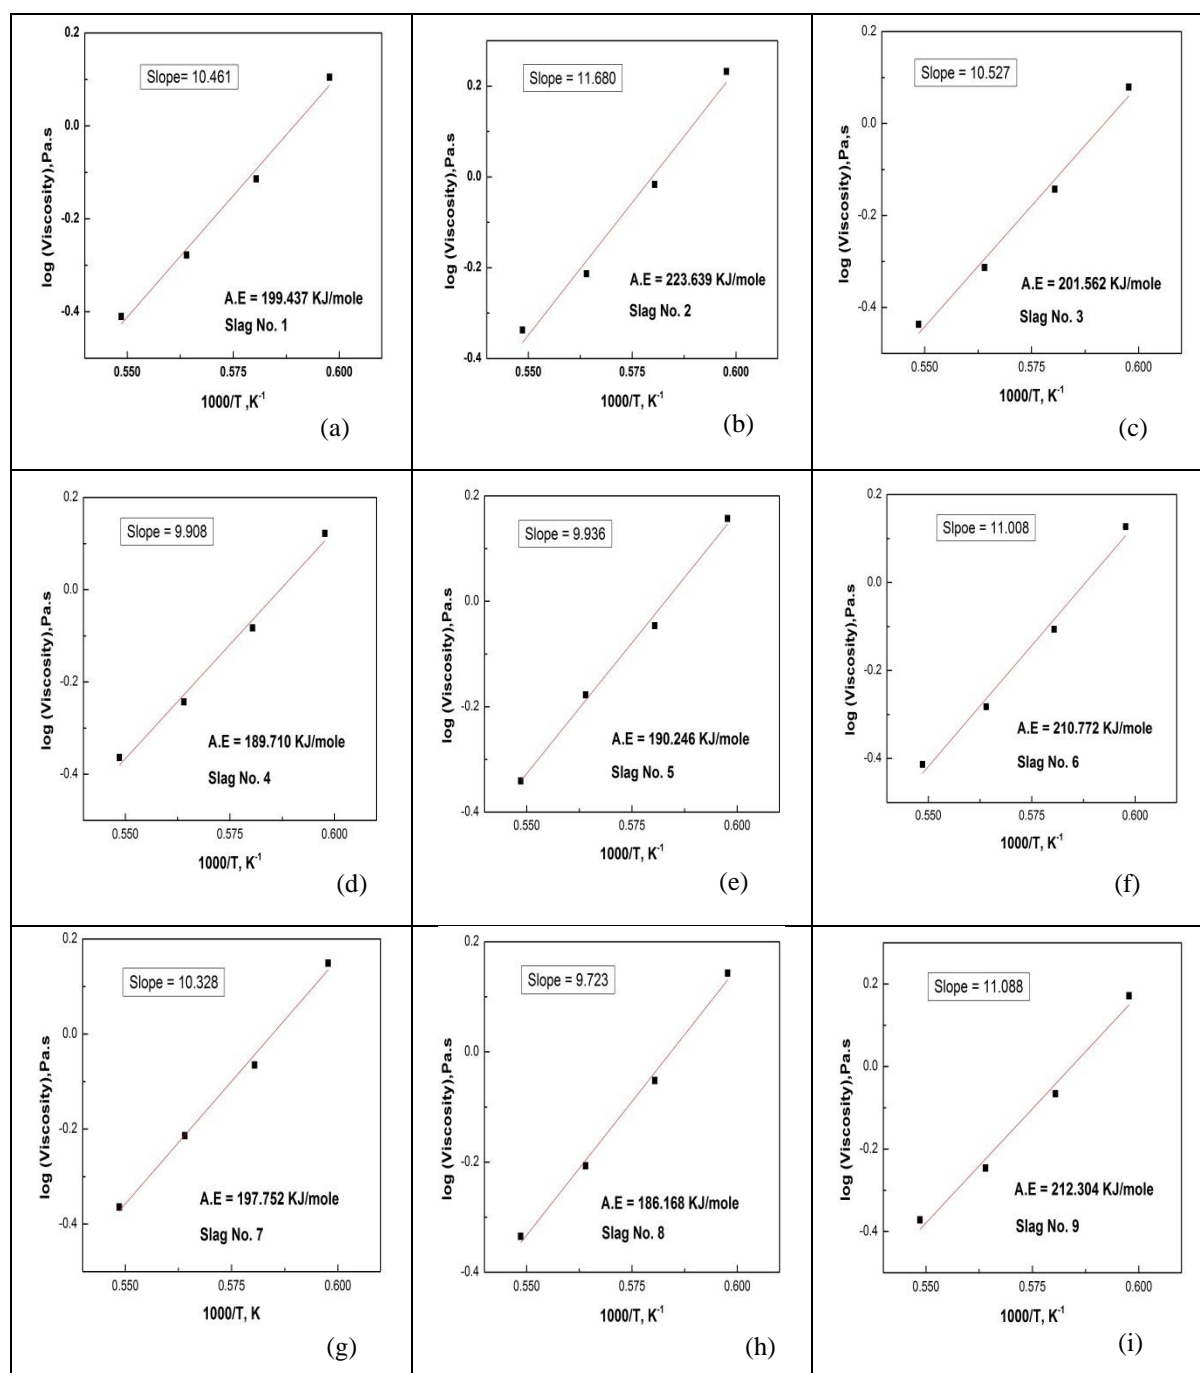 0.2
Slope= 10.461
0.0
-0.2
-0.4
log (Viscosity),Pa.s
A.E = 199.437 KJ/mole
Slag No. 1
0.550 0.575 0.600
1000/T ,K-1
(a)
0.2
Slope = 11.680
0.0
-0.2
-0.4
log (Viscosity),Pa.s
A.E = 223.639 KJ/mole
Slag No. 2
0.550 0.575 0.600
1000/T, K-1
(b)
0.2
Slope = 10.527
0.0
-0.2
-0.4
log (Viscosity),Pa,s
A.E = 201.562 KJ/mole
Slag No. 3
0.550 0.575 0.600
1000/T, K-1
(c)
0.2
Slope = 9.908
0.0
-0.2
-0.4
log (Viscosity),Pa.s
A.E = 189.710 KJ/mole
Slag No. 4
0.550 0.575 0.600
1000/T, K-1
(d)
0.2
Slope = 9.936
0.0
-0.2
-0.4
log (Viscosity),Pa.s
A.E = 190.246 KJ/mole
Slag No. 5
0.550 0.575 0.600
1000/T, K-1
(e)
0.2
Slpoe = 11.008
0.0
-0.2
-0.4
log (Viscosity),Pa.s
A.E = 210.772 KJ/mole
Slag No. 6
0.550 0.575 0.600
1000/T, K-1
(f)
0.2
Slope = 10.328
0.0
-0.2
-0.4
log (Viscosity),Pa.s
A.E = 197.752 KJ/mole
Slag No. 7
0.550 0.575 0.600
1000/T, K
(g)
0.2
Slope = 9.723
0.0
-0.2
-0.4
log (Viscosity),Pa.s
A.E = 186.168 KJ/mole
Slag No. 8
0.550 0.575 0.600
1000/T, K-1
(h)
0.2
Slope = 11.088
0.0
-0.2
-0.4
log (Viscosity),Pa.s
A.E = 212.304 KJ/mole
Slag No. 9
0.550 0.575 0.600
1000/T, K-1
(i)